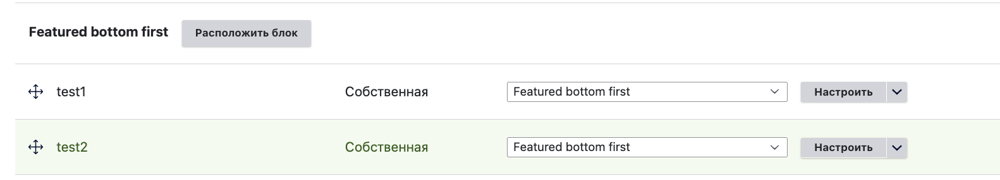 Featured bottom first Расположить блок
test1 Собственная Featured bottom first Настроить
test2 Собственная Featured bottom first Настроить